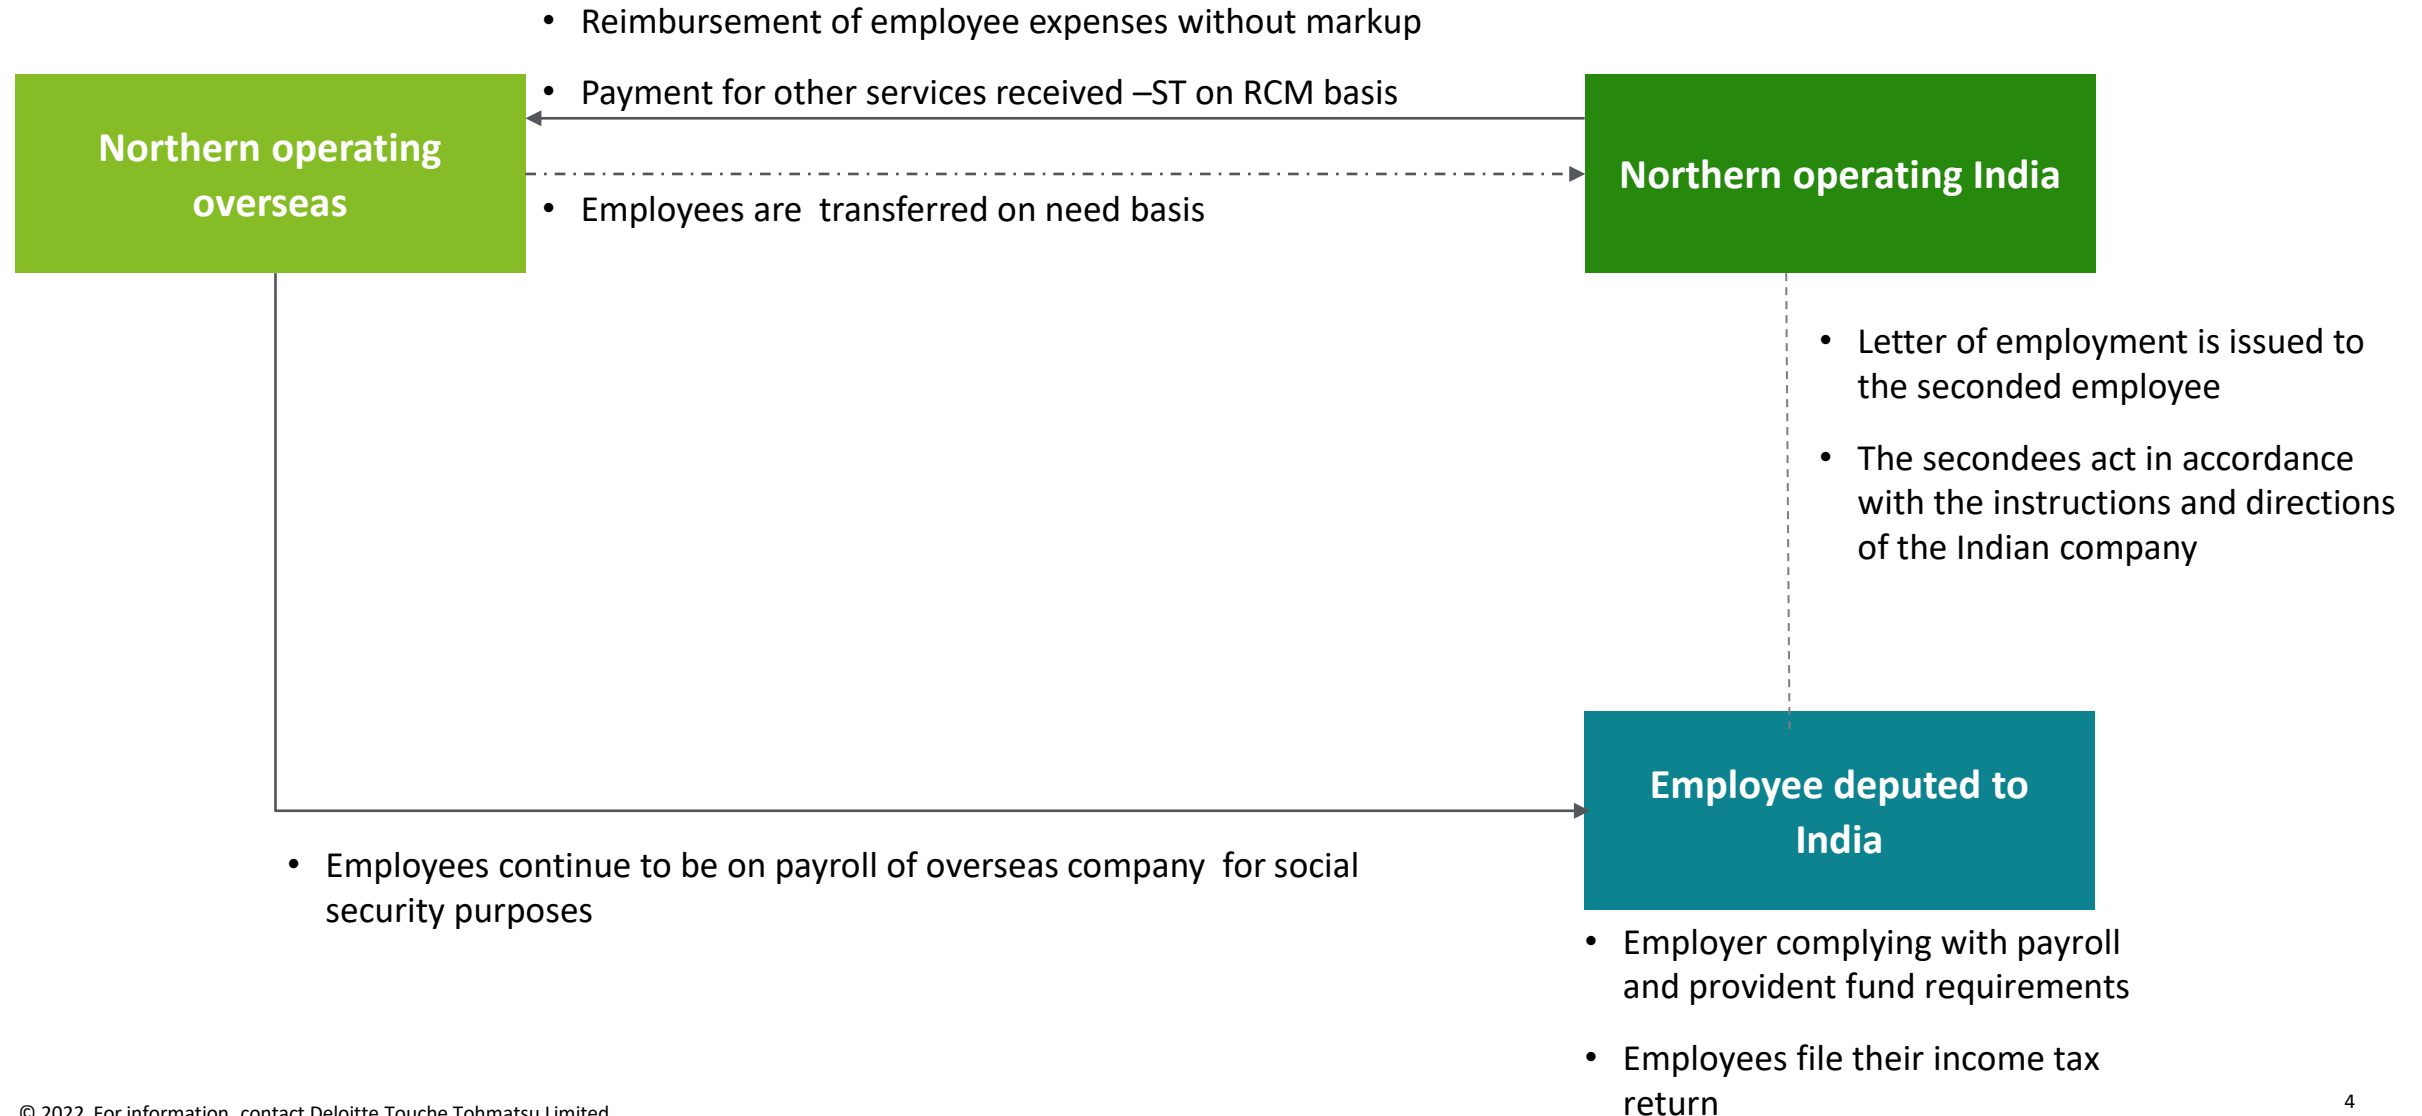 • Reimbursement of employee expenses without markup
• Payment for other services received –ST on RCM basis
Northern operating
overseas
Northern operating India
• Employees are  transferred on need basis
• Letter of employment is issued to
the seconded employee
• The secondees act in accordance
with the instructions and directions
of the Indian company
Employee deputed to
India
• Employees continue to be on payroll of overseas company  for social
security purposes
• Employer complying with payroll
and provident fund requirements
• Employees file their income tax
return
© 2022. For information, contact Deloitte Touche Tohmatsu Limited.
4